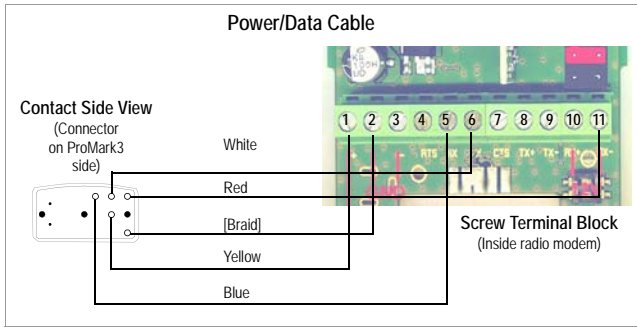 Power/Data Cable
Contact Side View
(Connector
on ProMark3
side)
1 2 3 4 5 6 7 8 9 10 11
RTS
CTS TX+ TX-
White
Red
[Braid]
Yellow
Blue
Screw Terminal Block
(Inside radio modem)